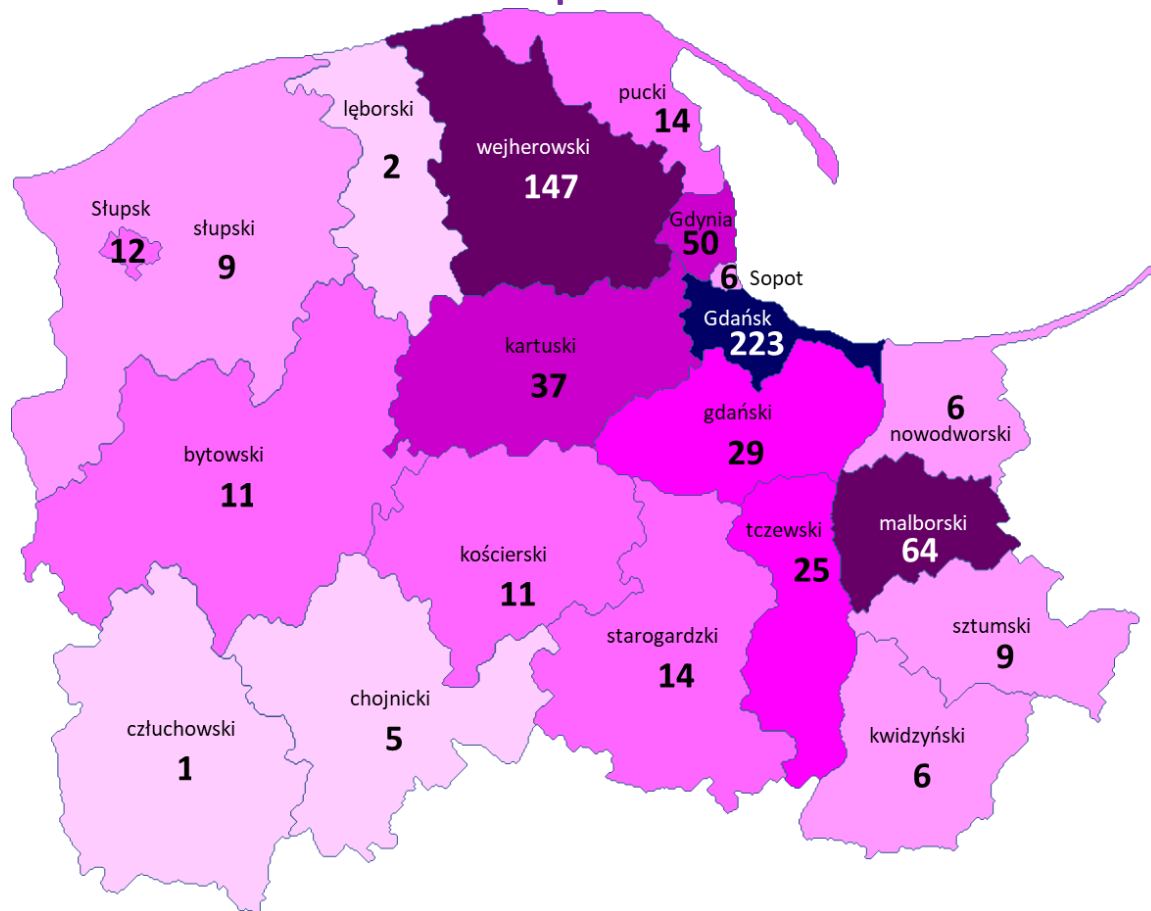 pucki
14
lęborski
2
wejherowski
147
Słupsk
12
słupski
9
Gdynia
50
6 Sopot
Gdańsk
223
kartuski
37
gdański
29
6
nowodworski
bytowski
11
malborski
64
tczewski
25
kościerski
11
starogardzki
14
sztumski
9
chojnicki
5
człuchowski
1
kwidzyński
6